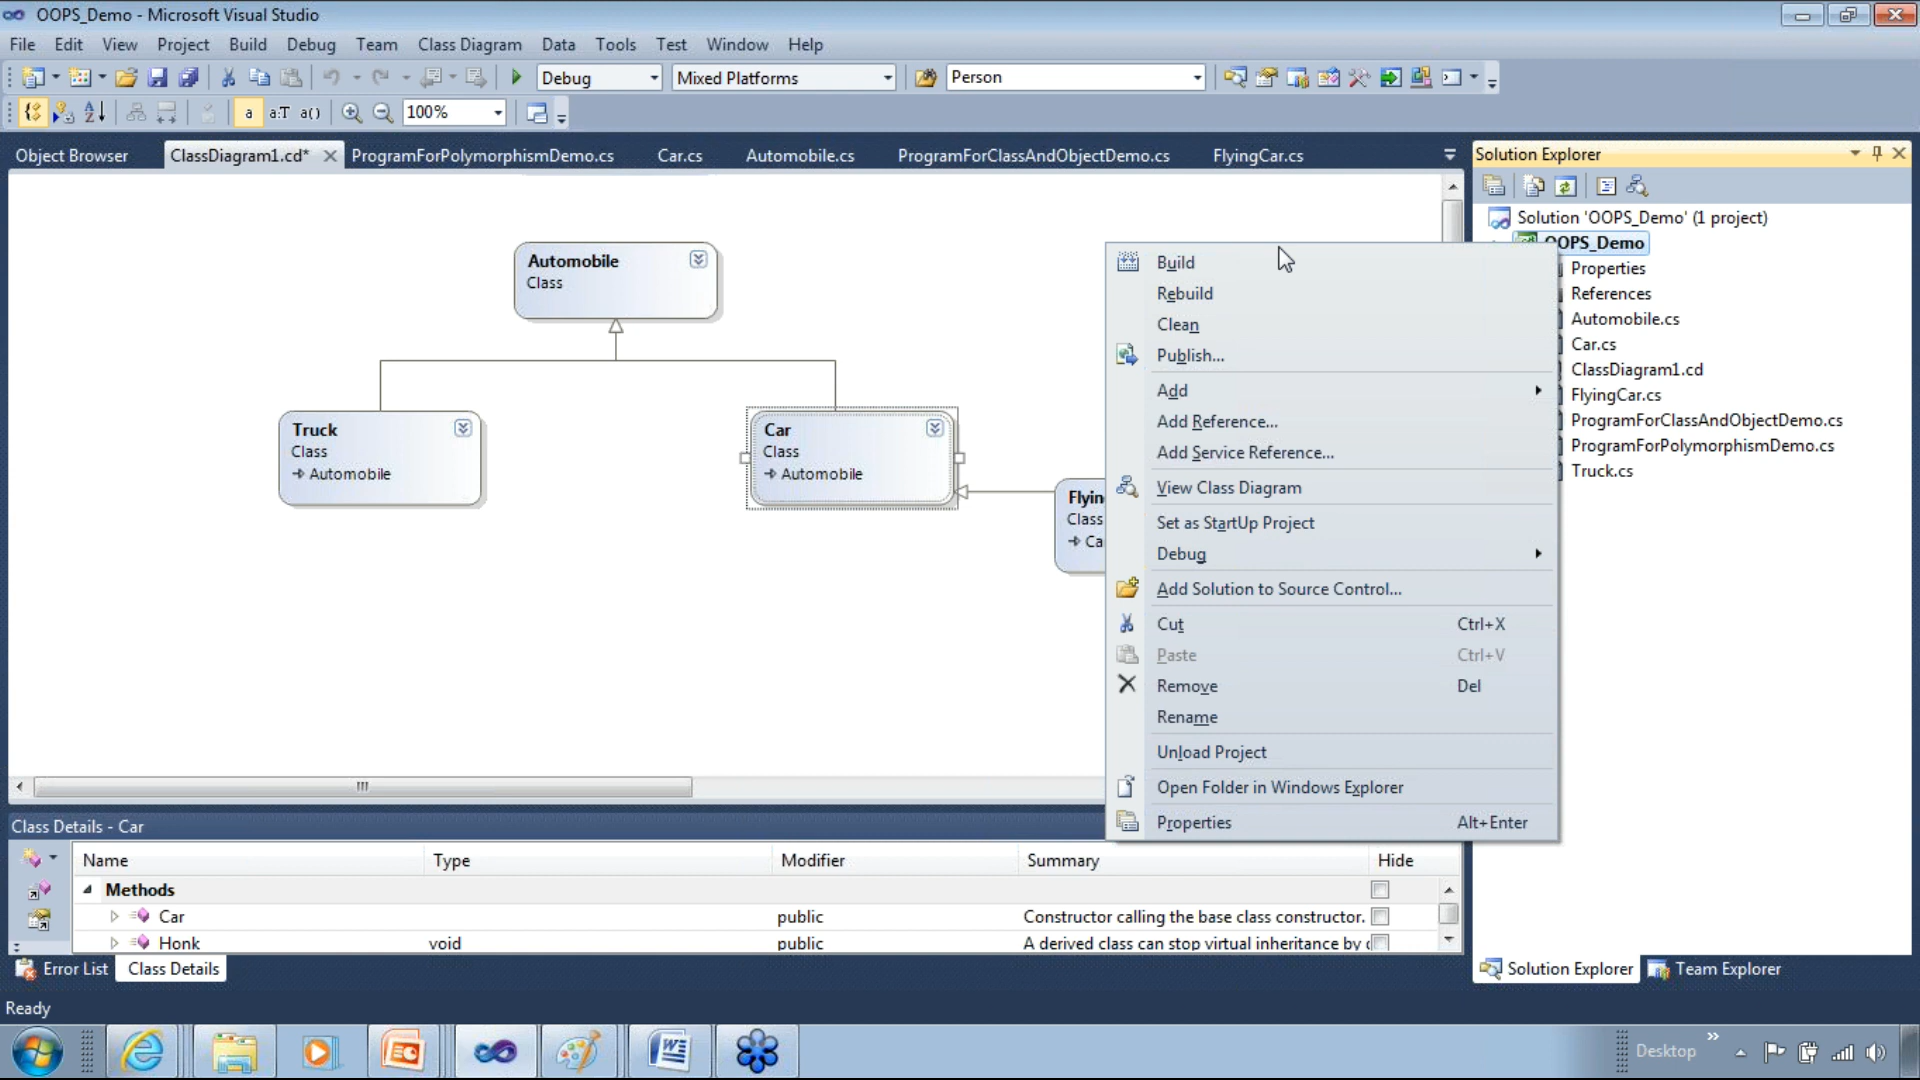 OOPS_Demo - Microsoft Visual Studio
File Edit View Project Build Debug Team Class Diagram Data Tools Test Window Help
Debug Mixed Platforms Person
a a:T a() 100%
Object Browser ClassDiagram1.cd* ProgramForPolymorphismDemo.cs Car.cs Automobile.cs ProgramForClassAndObjectDemo.cs FlyingCar.cs
Solution Explorer
Solution 'OOPS_Demo' (1 project)
OOPS_Demo
Properties
References
Automobile.cs
Car.cs
ClassDiagram1.cd
FlyingCar.cs
ProgramForClassAndObjectDemo.cs
ProgramForPolymorphismDemo.cs
Truck.cs
Automobile
Class
Truck
Class
Automobile
Car
Class
Automobile
Flyin
Class
Ca
Build
Rebuild
Clean
Publish...
Add
Add Reference...
Add Service Reference...
View Class Diagram
Set as StartUp Project
Debug
Add Solution to Source Control...
Cut Ctrl+X
Paste Ctrl+V
Remove Del
Rename
Unload Project
Open Folder in Windows Explorer
Properties Alt+Enter
Class Details - Car
Name Type Modifier Summary Hide
Methods
Car public Constructor calling the base class constructor.
Honk void public A derived class can stop virtual inheritance by
Error List Class Details
Solution Explorer Team Explorer
Ready
Desktop